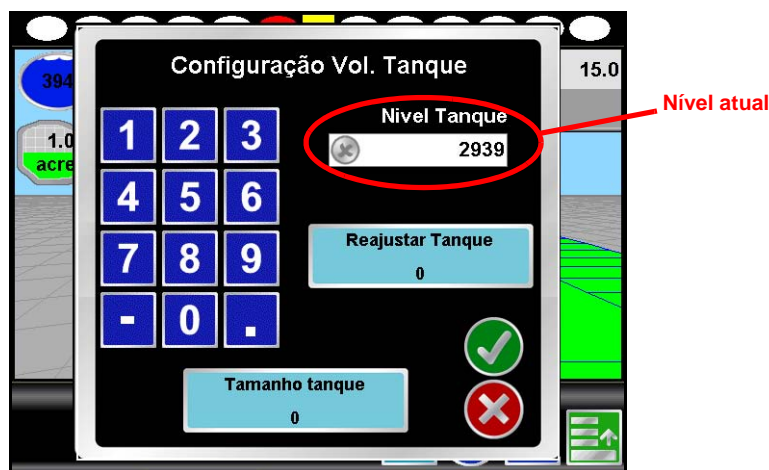 Configuração Vol. Tanque
394
15.0
Nível atual
Nivel Tanque
1 2 3
2939
1.0
acre
4 5 6
Reajustar Tanque
0
7 8 9
- 0 .
Tamanho tanque
0